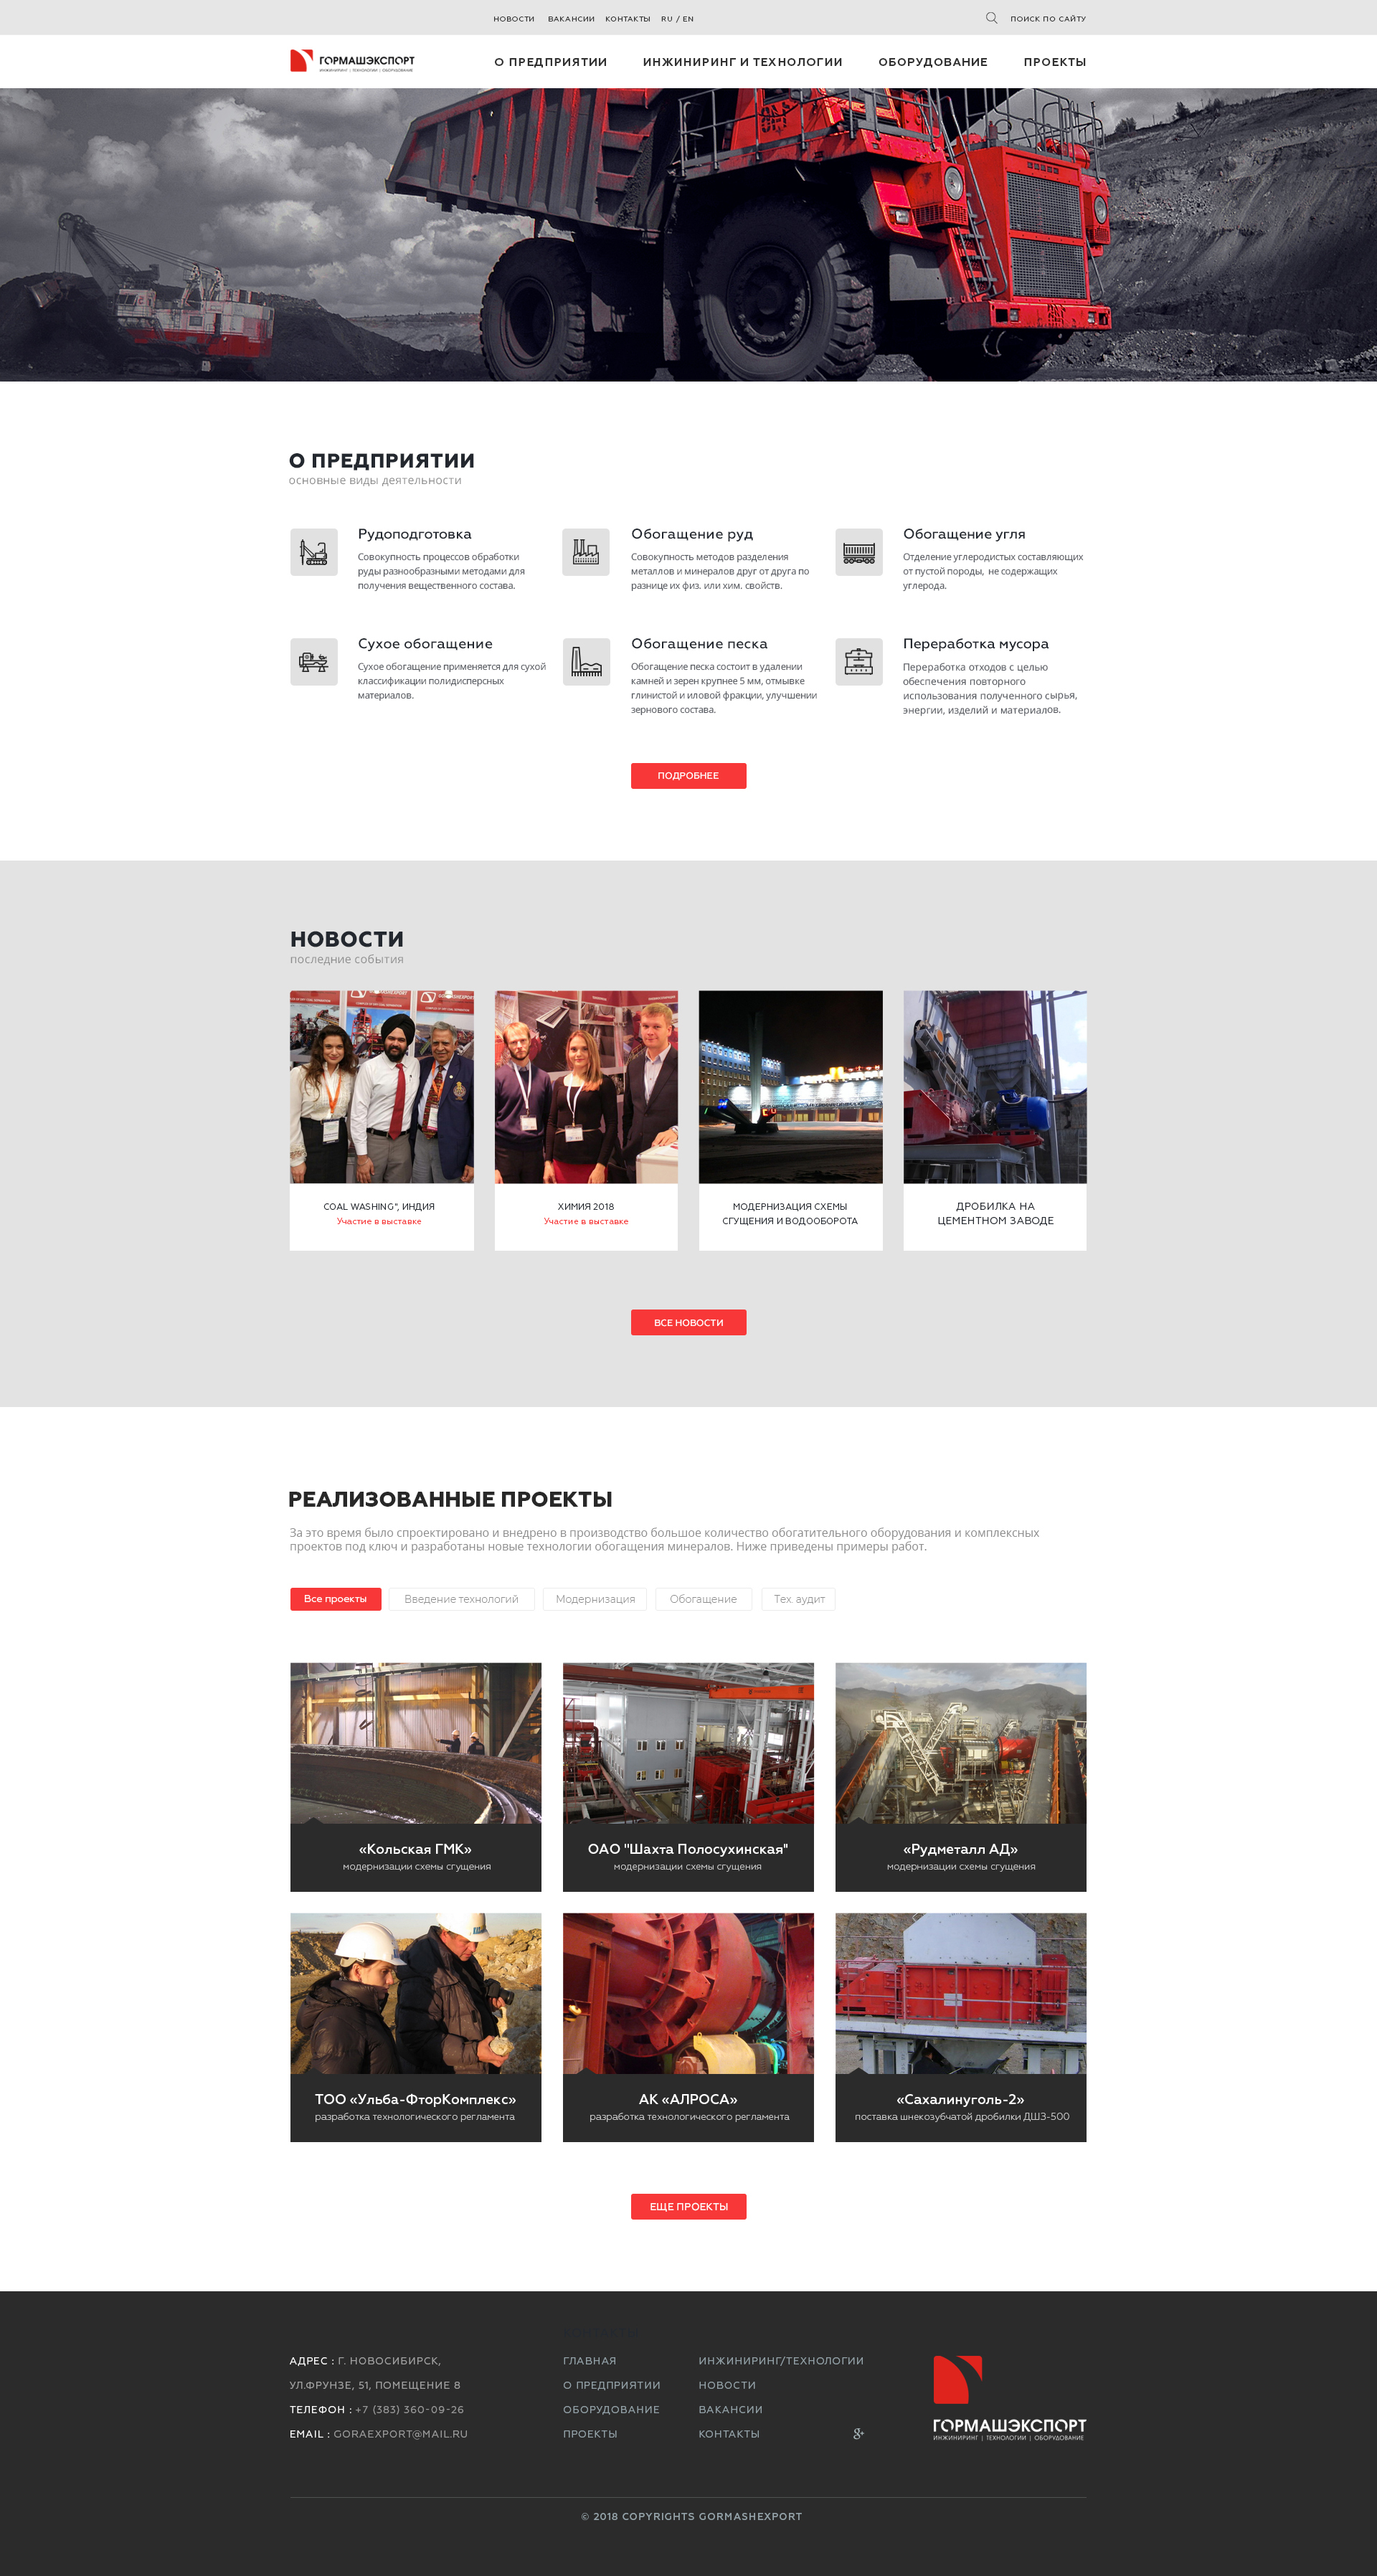 НОВОСТИ ВАКАНСИИ КОНТАКТЫ RU / EN ПОИСК ПО САЙТУ
ГОРМАШЭКСПОРТ
ИНЖИНИРИНГ | ТЕХНОЛОГИИ | ОБОРУДОВАНИЕ
О ПРЕДПРИЯТИИ ИНЖИНИРИНГ И ТЕХНОЛОГИИ ОБОРУДОВАНИЕ ПРОЕКТЫ
О ПРЕДПРИЯТИИ
основные виды деятельности
Рудоподготовка
Совокупность процессов обработки
руды разнообразными методами для
получения вещественного состава.
Обогащение руд
Совокупность методов разделения
металлов и минералов друг от друга по
разнице их физ. или хим. свойств.
Обогащение угля
Отделение углеродистых составляющих
от пустой породы, не содержащих
углерода.
Сухое обогащение
Сухое обогащение применяется для сухой
классификации полидисперсных
материалов.
Обогащение песка
Обогащение песка состоит в удалении
камней и зерен крупнее 5 мм, отмывке
глинистой и иловой фракции, улучшении
зернового состава.
Переработка мусора
Переработка отходов с целью
обеспечения повторного
использования полученного сырья,
энергии, изделий и материалов.
ПОДРОБНЕЕ
НОВОСТИ
последние события
COAL WASHING", ИНДИЯ
Участие в выставке
ХИМИЯ 2018
Участие в выставке
МОДЕРНИЗАЦИЯ СХЕМЫ
СГУЩЕНИЯ И ВОДООБОРОТА
ДРОБИЛКА НА
ЦЕМЕНТНОМ ЗАВОДЕ
ВСЕ НОВОСТИ
РЕАЛИЗОВАННЫЕ ПРОЕКТЫ
За это время было спроектировано и внедрено в производство большое количество обогатительного оборудования и комплексных
проектов под ключ и разработаны новые технологии обогащения минералов. Ниже приведены примеры работ.
Все проекты Введение технологий Модернизация Обогащение Тех. аудит
«Кольская ГМК»
модернизации схемы сгущения
ОАО "Шахта Полосухинская"
модернизации схемы сгущения
«Рудметалл АД»
модернизации схемы сгущения
ТОО «Ульба-ФторКомплекс»
разработка технологического регламента
АК «АЛРОСА»
разработка технологического регламента
«Сахалинуголь-2»
поставка шнекозубчатой дробилки ДШЗ-500
ЕЩЕ ПРОЕКТЫ
АДРЕС : Г. НОВОСИБИРСК,
УЛ.ФРУНЗЕ, 51, ПОМЕЩЕНИЕ 8
ТЕЛЕФОН : +7 (383) 360-09-26
EMAIL : GORAEXPORT@MAIL.RU
ГЛАВНАЯ
О ПРЕДПРИЯТИИ
ОБОРУДОВАНИЕ
ПРОЕКТЫ
ИНЖИНИРИНГ/ТЕХНОЛОГИИ
НОВОСТИ
ВАКАНСИИ
КОНТАКТЫ
g+
ГОРМАШЭКСПОРТ
ИНЖИНИРИНГ | ТЕХНОЛОГИИ | ОБОРУДОВАНИЕ
© 2018 COPYRIGHTS GORMASHEXPORT